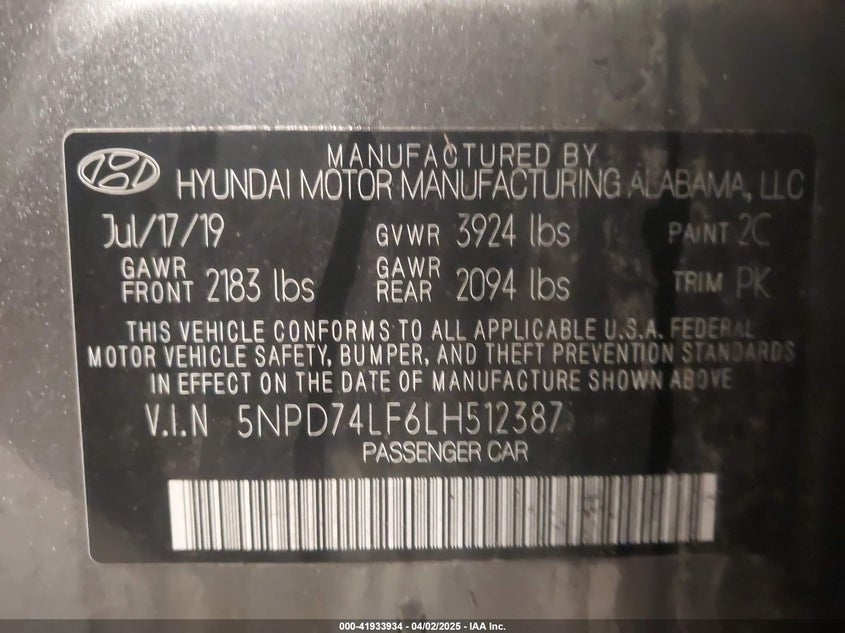 MANUFACTURED BY
HYUNDAI MOTOR MANUFACTURING ALABAMA, LLC
Jul/17/19 GVWR 3924 lbs PAINT 2C
GAWR FRONT 2183 lbs GAWR REAR 2094 lbs TRIM PK
THIS VEHICLE CONFORMS TO ALL APPLICABLE U.S.A. FEDERAL
MOTOR VEHICLE SAFETY, BUMPER, AND THEFT PREVENTION STANDARDS
IN EFFECT ON THE DATE OF MANUFACTURE SHOWN ABOVE
V.I.N 5NPD74LF6LH512387
PASSENGER CAR
000-41933934 - 04/02/2025 - IAA Inc.